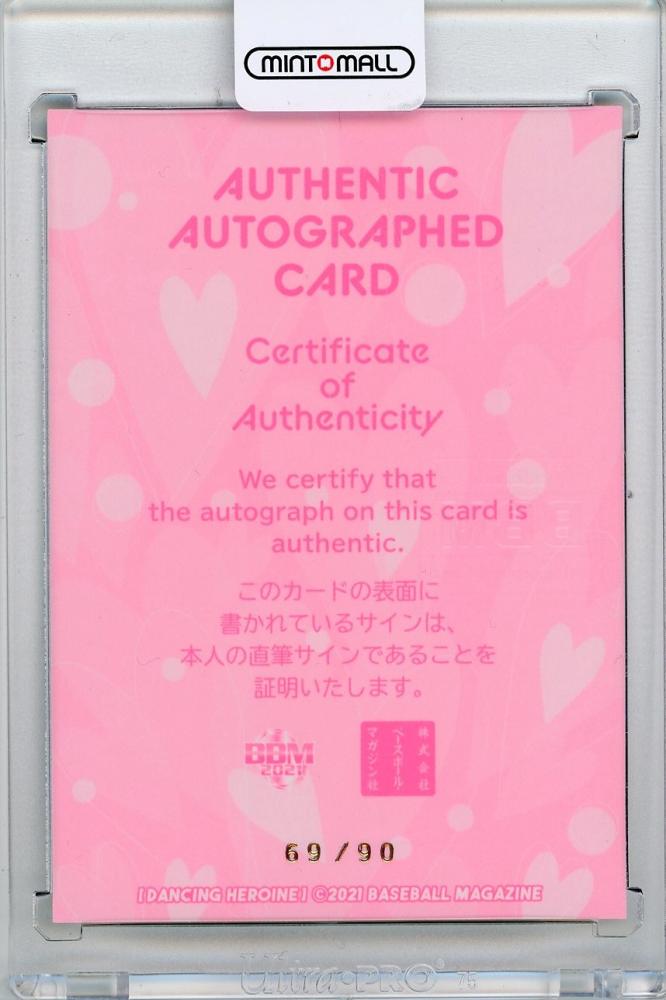 MINTMALL
AUTHENTIC
AUTOGRAPHED
CARD
Certificate
of
Authenticity
We certify that
the autograph on this card is
authentic.
このカードの表面に
書かれているサインは、
本人の直筆サインであることを
証明いたします。
BBM
2021
株式会社
ベースボール
マガジン社
69/90
[DANCING HEROINE] ©2021 BASEBALL MAGAZINE
Ultra·PRO® 75